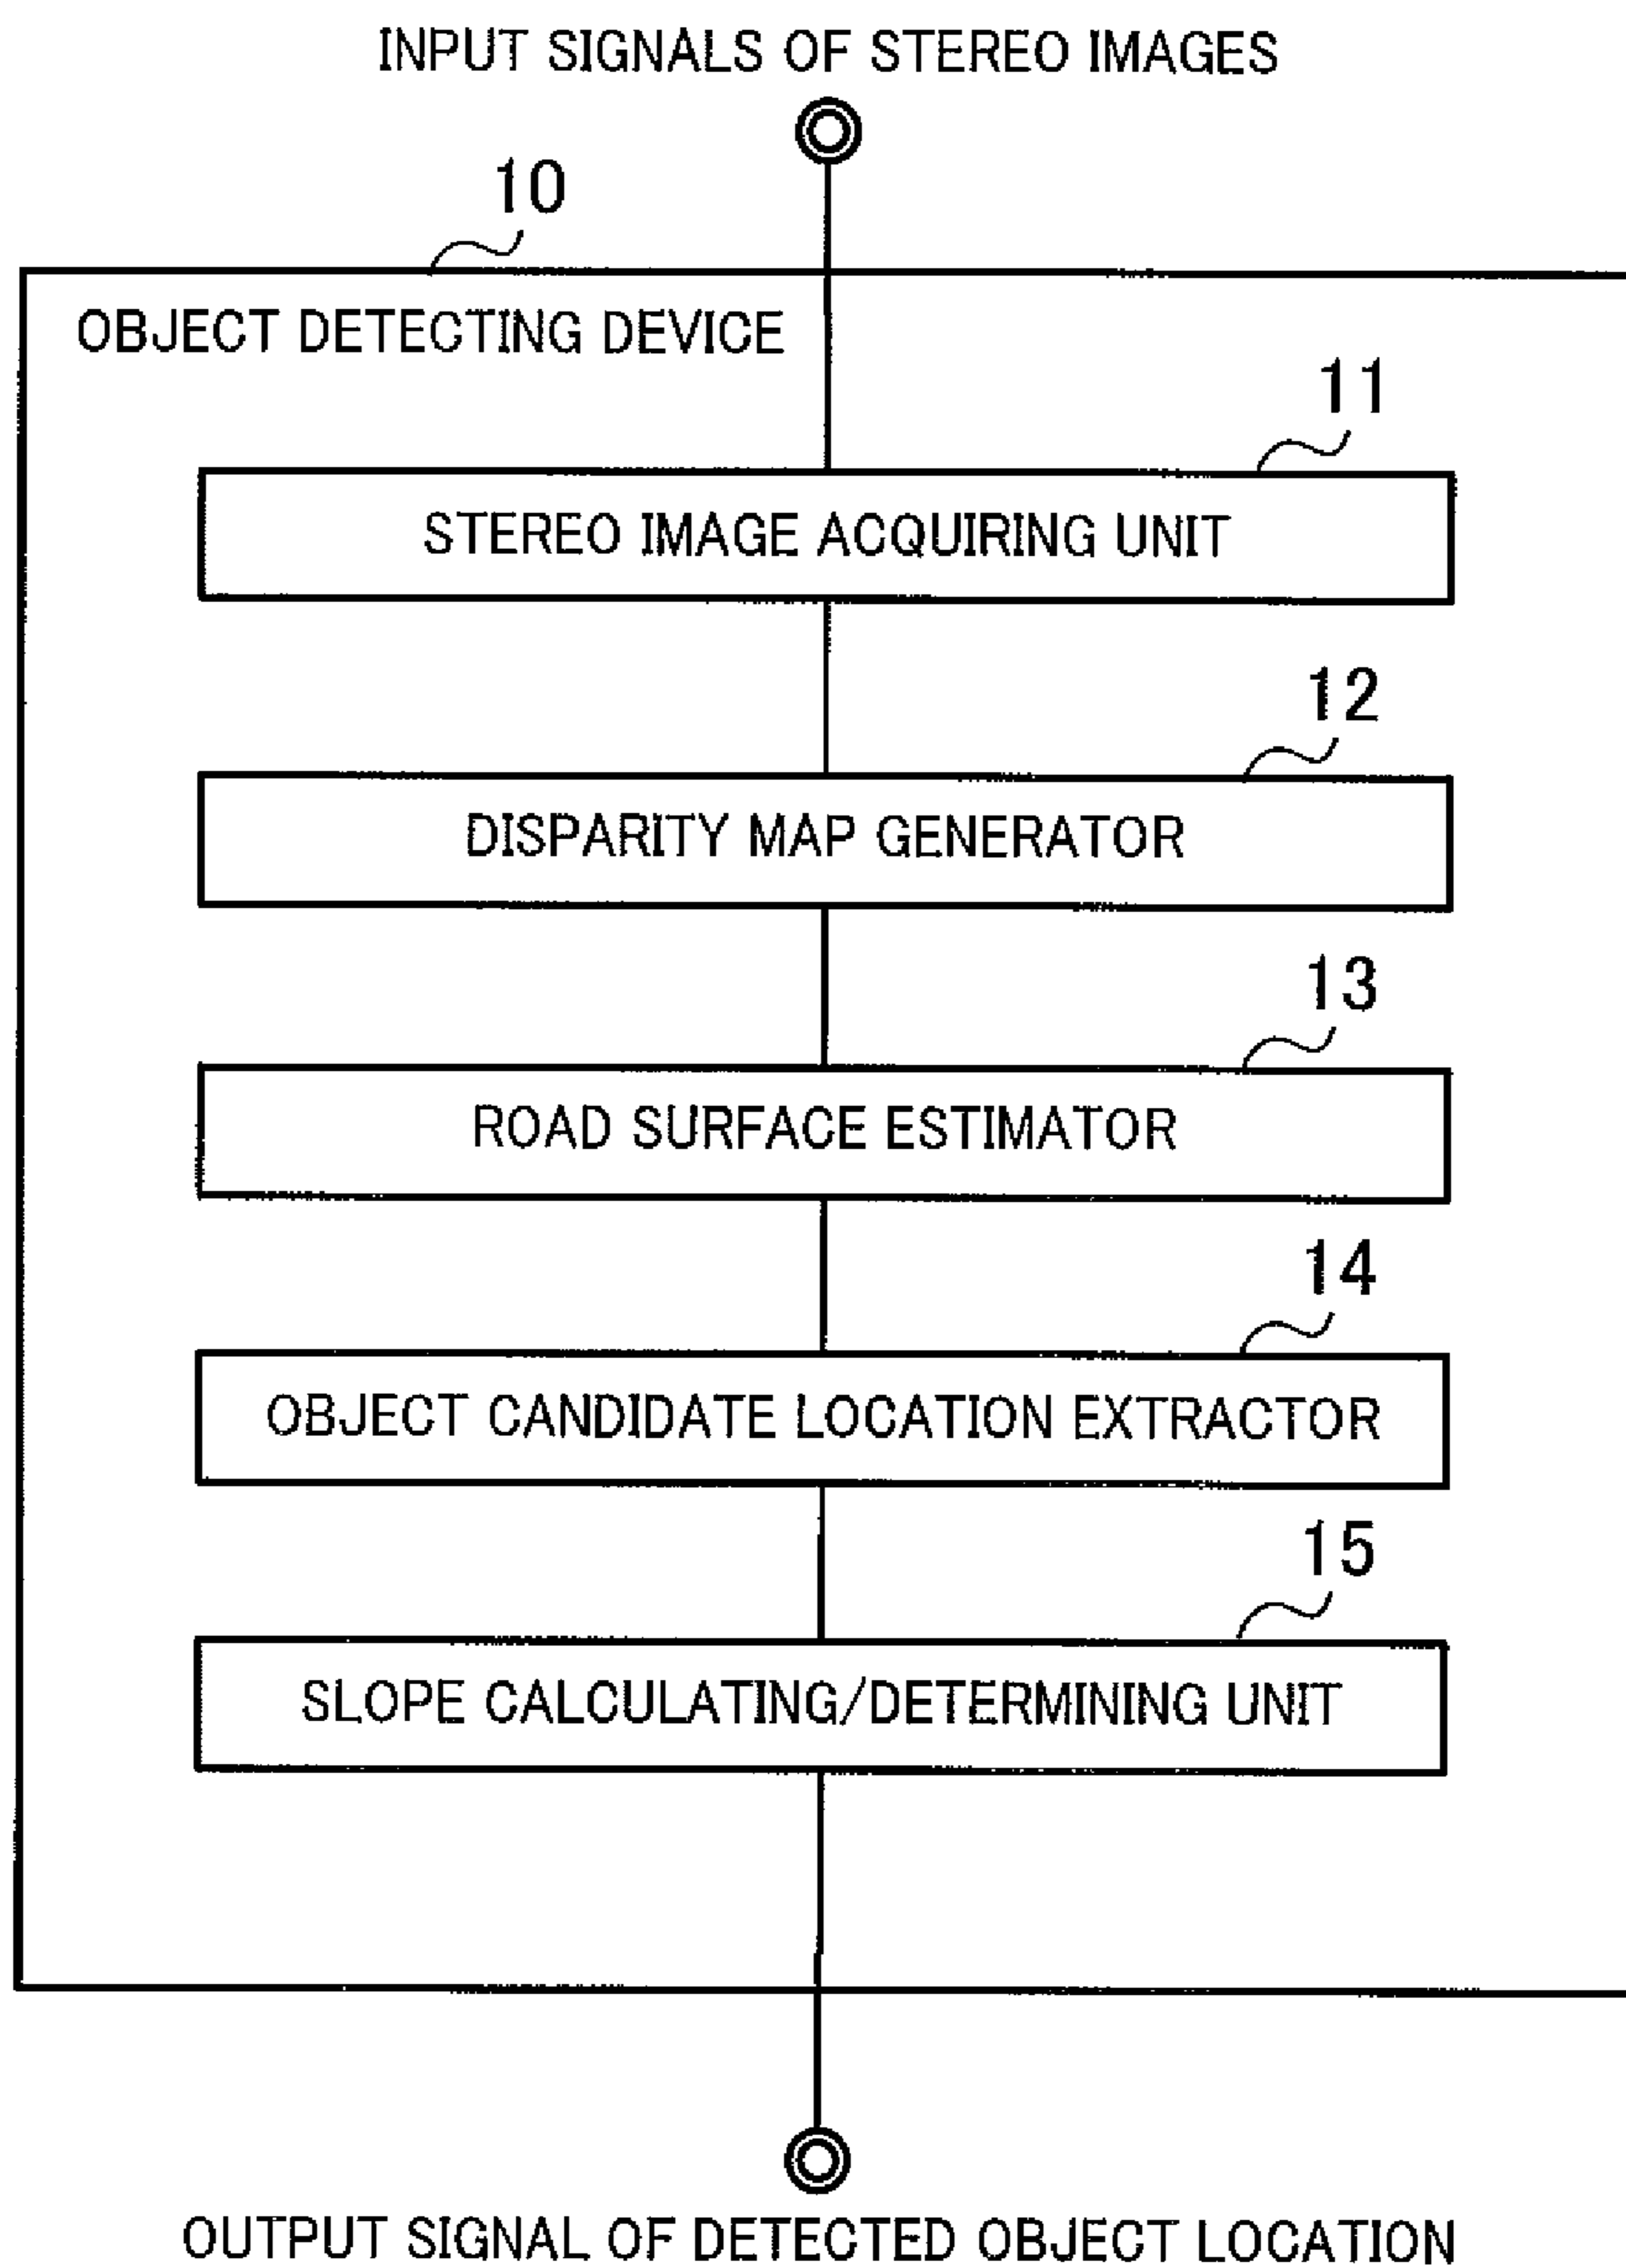 INPUT SIGNALS OF STEREO IMAGES
10
OBJECT DETECTING DEVICE
11
STEREO IMAGE ACQUIRING UNIT
12
DISPARITY MAP GENERATOR
13
ROAD SURFACE ESTIMATOR
14
OBJECT CANDIDATE LOCATION EXTRACTOR
15
SLOPE CALCULATING/DETERMINING UNIT
OUTPUT SIGNAL OF DETECTED OBJECT LOCATION